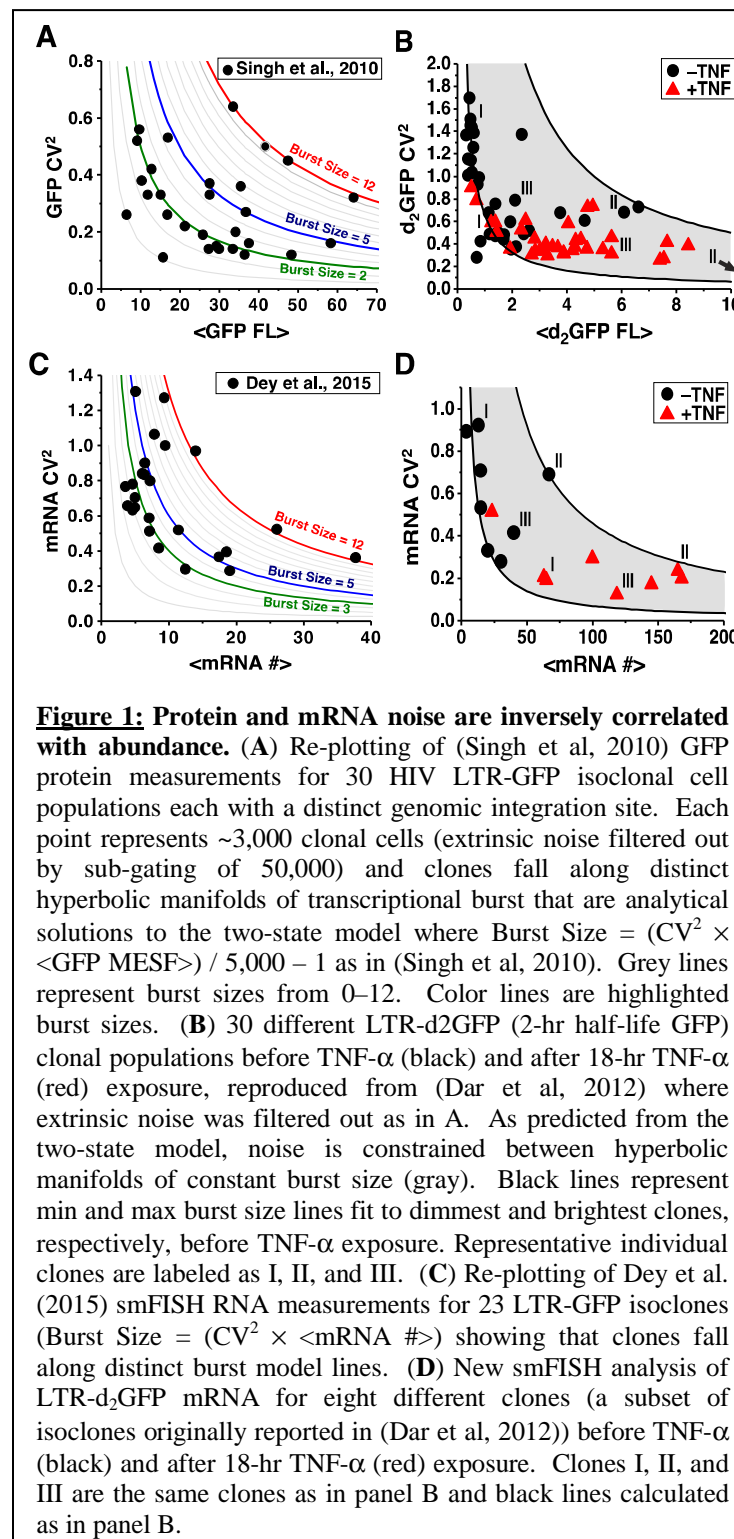 A
Singh et al., 2010
GFP CV²
0.8
0.6
0.4
0.2
0.0
Burst Size = 12
Burst Size = 5
Burst Size = 2
0 10 20 30 40 50 60 70
<GFP FL>
B
–TNF
+TNF
d₂GFP CV²
2.0
1.8
1.6
1.4
1.2
1.0
0.8
0.6
0.4
0.2
0.0
I
III
II
III
II
0 2 4 6 8 10
<d₂GFP FL>
C
Dey et al., 2015
mRNA CV²
1.4
1.2
1.0
0.8
0.6
0.4
0.2
0.0
Burst Size = 12
Burst Size = 5
Burst Size = 3
0 10 20 30 40
<mRNA #>
D
–TNF
+TNF
mRNA CV²
1.0
0.8
0.6
0.4
0.2
0.0
I
II
III
I
III
II
0 50 100 150 200
<mRNA #>
Figure 1: Protein and mRNA noise are inversely correlated
with abundance. (A) Re-plotting of (Singh et al, 2010) GFP
protein measurements for 30 HIV LTR-GFP isoclonal cell
populations each with a distinct genomic integration site. Each
point represents ~3,000 clonal cells (extrinsic noise filtered out
by sub-gating of 50,000) and clones fall along distinct
hyperbolic manifolds of transcriptional burst that are analytical
solutions to the two-state model where Burst Size = (CV² ×
<GFP MESF>) / 5,000 – 1 as in (Singh et al, 2010). Grey lines
represent burst sizes from 0–12. Color lines are highlighted
burst sizes. (B) 30 different LTR-d2GFP (2-hr half-life GFP)
clonal populations before TNF-α (black) and after 18-hr TNF-α
(red) exposure, reproduced from (Dar et al, 2012) where
extrinsic noise was filtered out as in A. As predicted from the
two-state model, noise is constrained between hyperbolic
manifolds of constant burst size (gray). Black lines represent
min and max burst size lines fit to dimmest and brightest clones,
respectively, before TNF-α exposure. Representative individual
clones are labeled as I, II, and III. (C) Re-plotting of Dey et al.
(2015) smFISH RNA measurements for 23 LTR-GFP isoclones
(Burst Size = (CV² × <mRNA #>) showing that clones fall
along distinct burst model lines. (D) New smFISH analysis of
LTR-d₂GFP mRNA for eight different clones (a subset of
isoclones originally reported in (Dar et al, 2012)) before TNF-α
(black) and after 18-hr TNF-α (red) exposure. Clones I, II, and
III are the same clones as in panel B and black lines calculated
as in panel B.